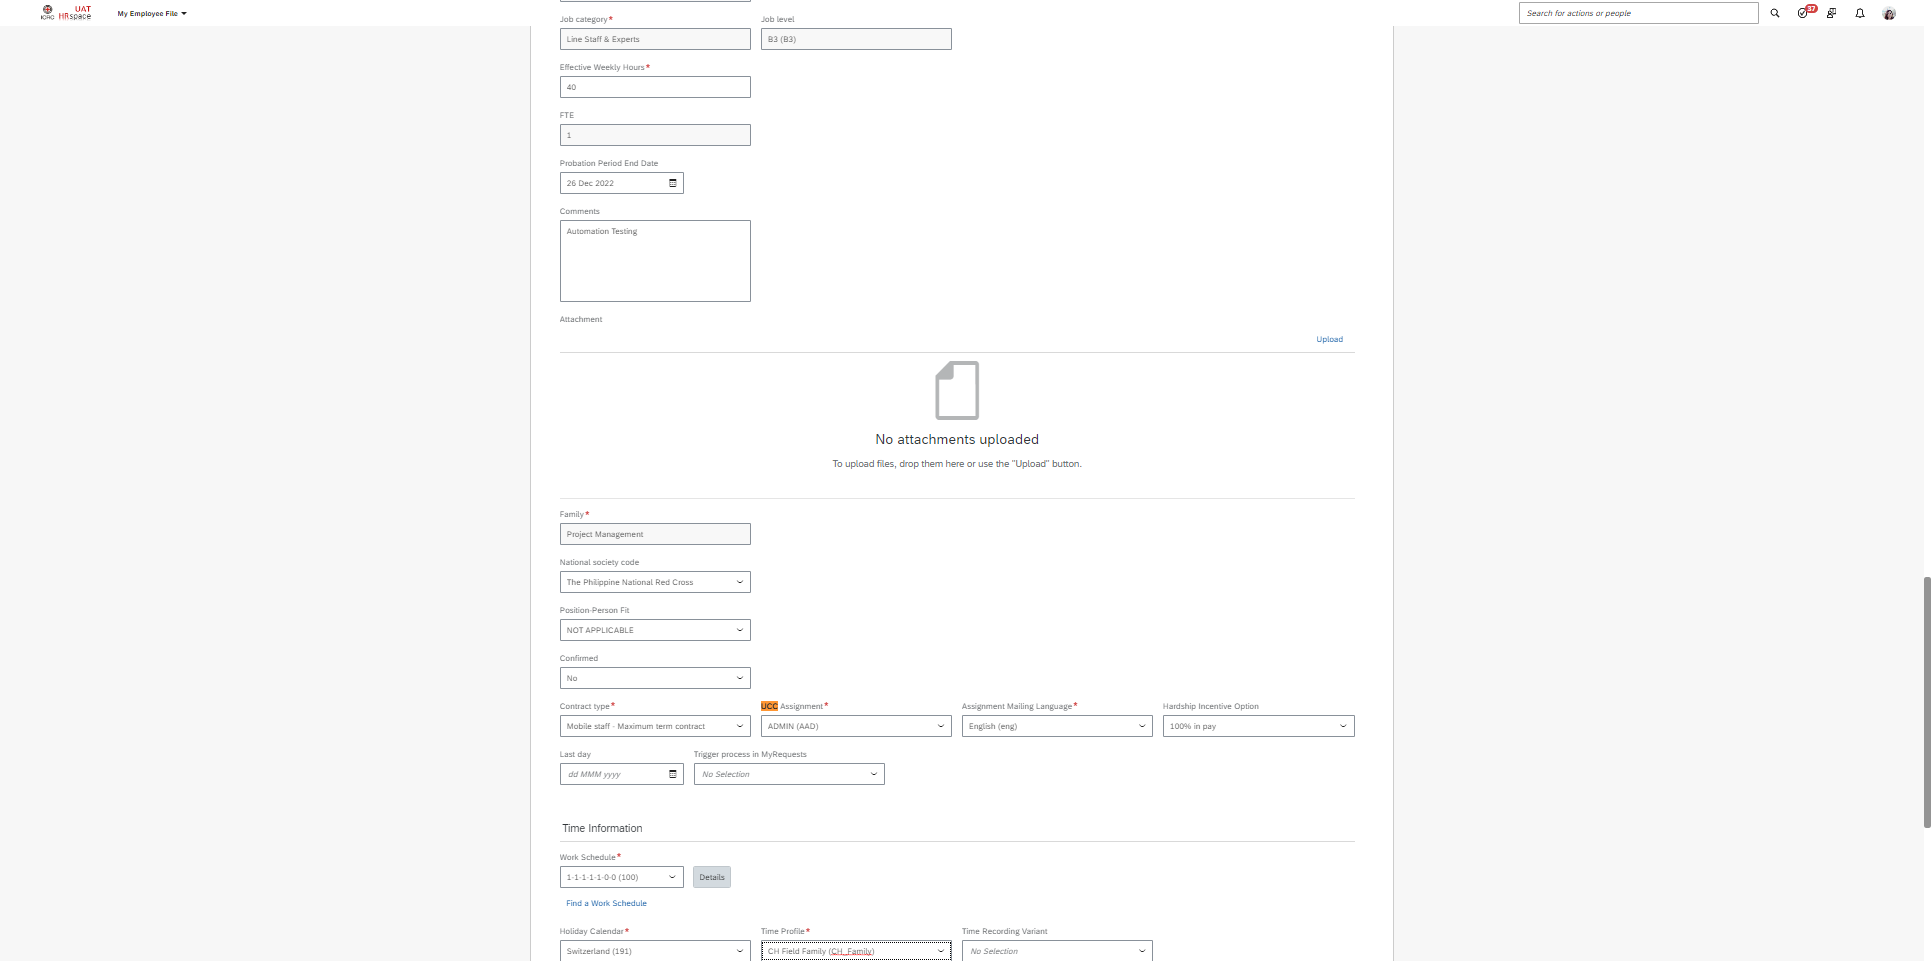 ICRC UAT HRspace My Employee File Search for actions or people 37
Job category* Job level
Line Staff & Experts B3 (B3)
Effective Weekly Hours*
40
FTE
1
Probation Period End Date
26 Dec 2022
Comments
Automation Testing
Attachment
Upload
No attachments uploaded
To upload files, drop them here or use the "Upload" button.
Family*
Project Management
National society code
The Philippine National Red Cross
Position-Person Fit
NOT APPLICABLE
Confirmed
No
Contract type* UCC Assignment* Assignment Mailing Language* Hardship Incentive Option
Mobile staff - Maximum term contract ADMIN (AAD) English (eng) 100% in pay
Last day Trigger process in MyRequests
dd MMM yyyy No Selection
Time Information
Work Schedule*
1-1-1-1-1-0-0 (100) Details
Find a Work Schedule
Holiday Calendar* Time Profile* Time Recording Variant
Switzerland (191) CH Field Family (CH_Family) No Selection